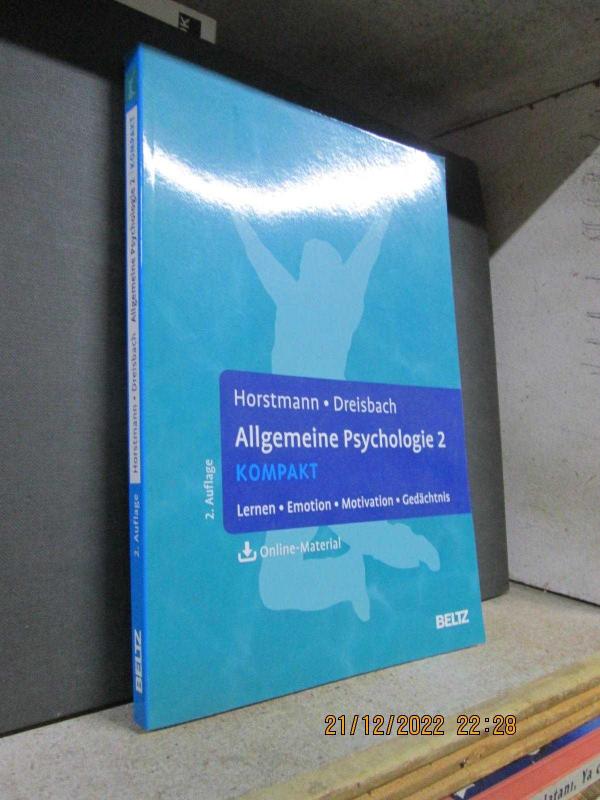 Horstmann • Dreisbach
Allgemeine Psychologie 2
KOMPAKT
Lernen • Emotion • Motivation • Gedächtnis
2. Auflage
Online-Material
BELTZ
Horstmann • Dreisbach Allgemeine Psychologie 2 KOMPAKT
2. Auflage
BELTZ
21/12/2022 22:28